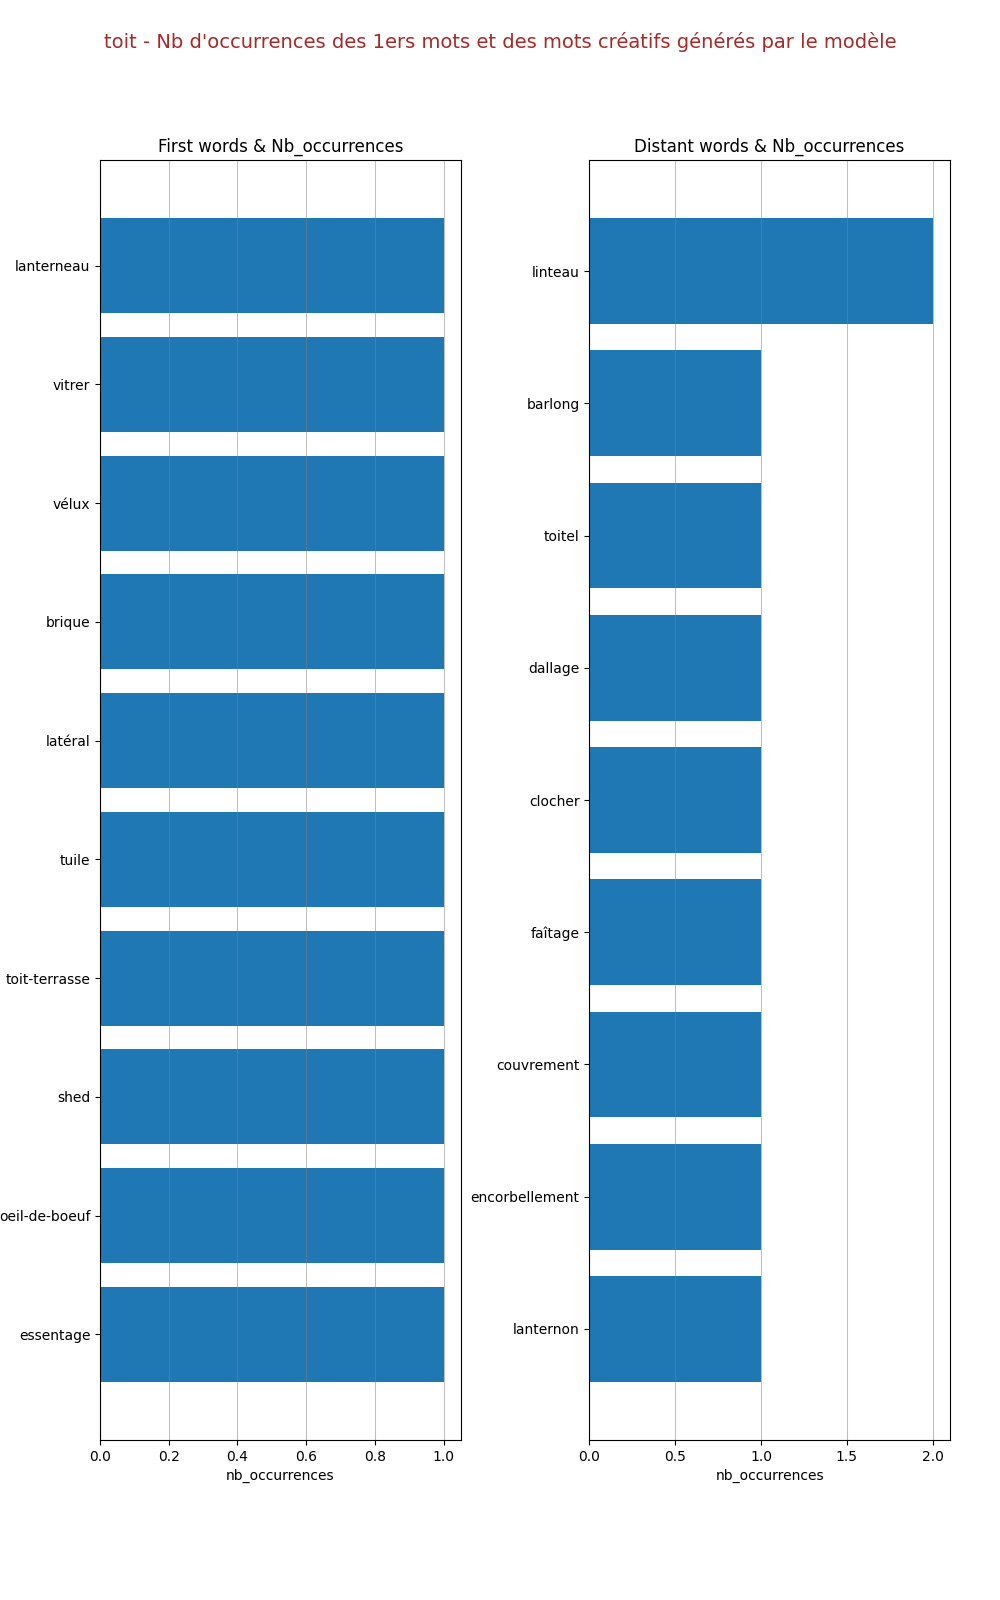 toit - Nb d'occurrences des 1ers mots et des mots créatifs générés par le modèle
First words & Nb_occurrences
lanterneau
vitrer
vélux
brique
latéral
tuile
toit-terrasse
shed
oeil-de-boeuf
essentage
0.0 0.2 0.4 0.6 0.8 1.0
nb_occurrences
Distant words & Nb_occurrences
linteau
barlong
toitel
dallage
clocher
faîtage
couvrement
encorbellement
lanternon
0.0 0.5 1.0 1.5 2.0
nb_occurrences